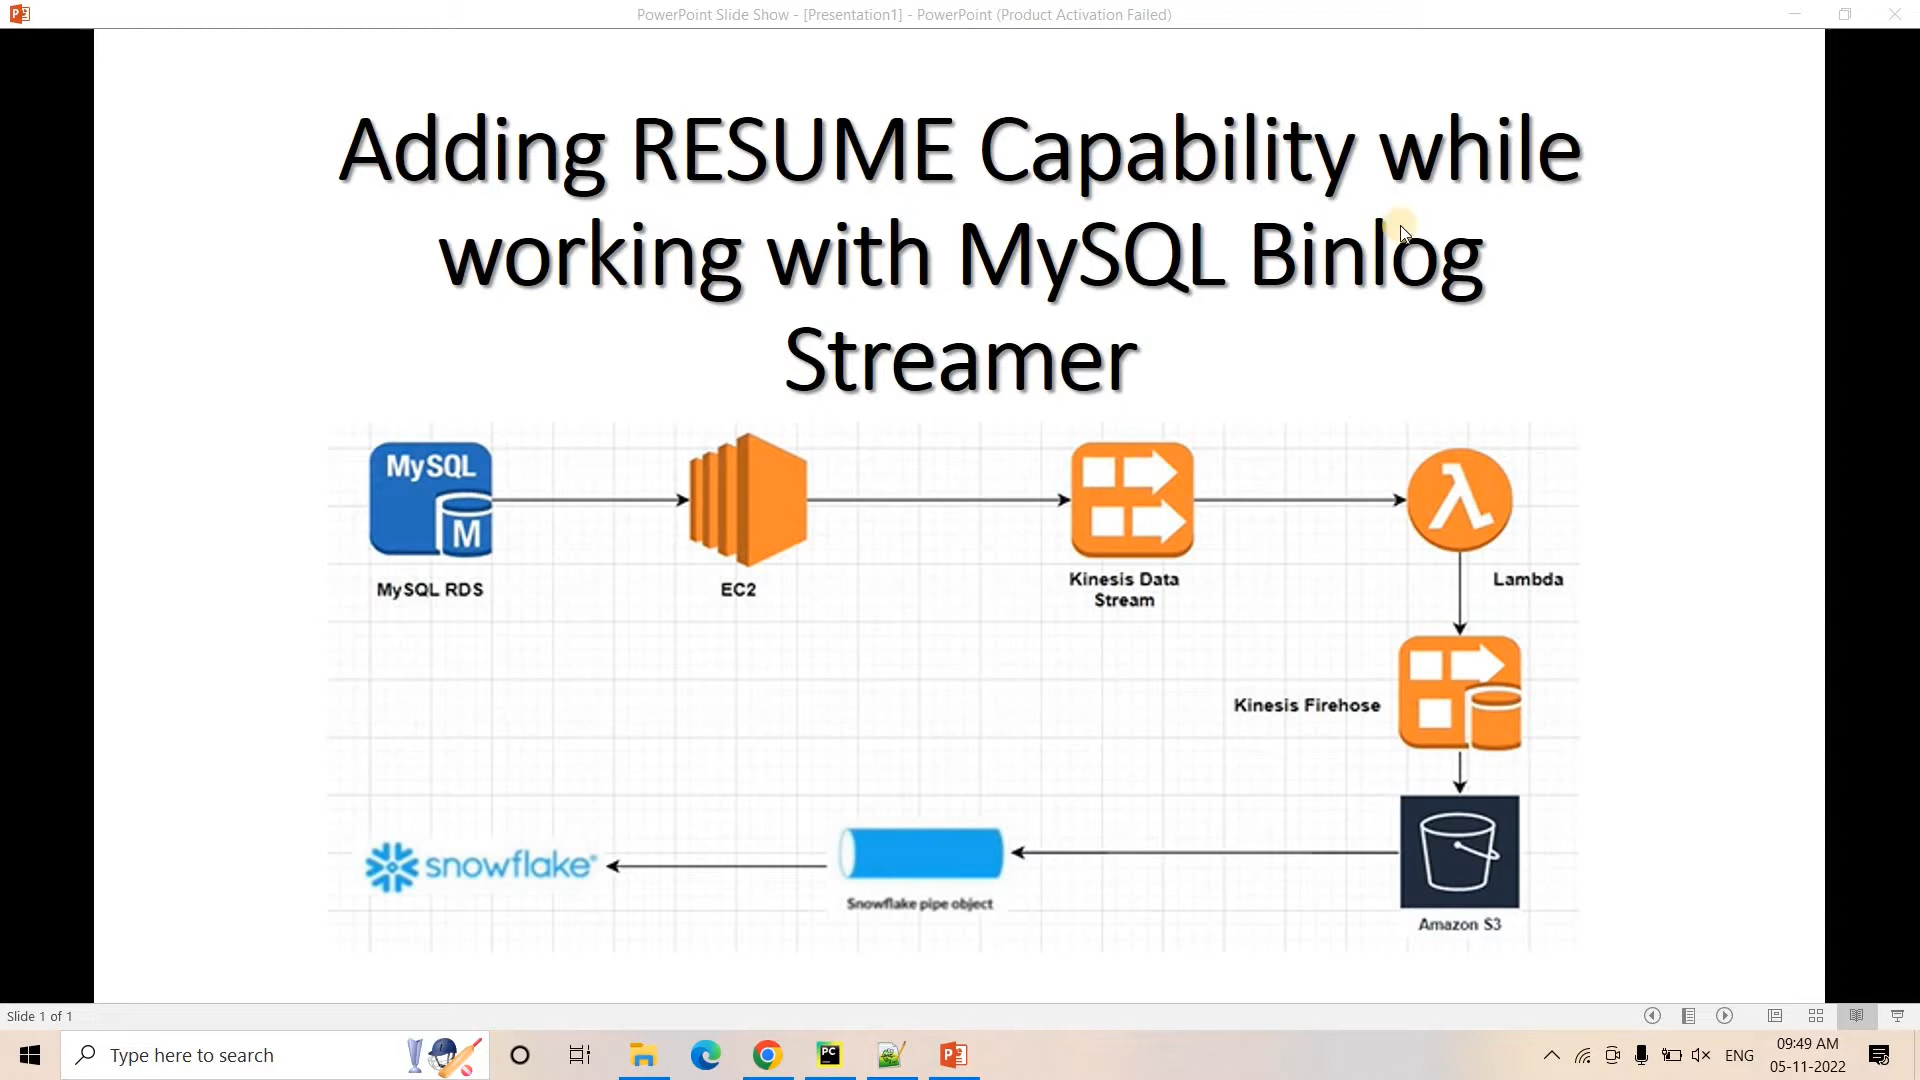 PowerPoint Slide Show - [Presentation1] - PowerPoint (Product Activation Failed)
Adding RESUME Capability while
working with MySQL Binlog
Streamer
MySQL
M
MySQL RDS
EC2
Kinesis Data
Stream
Lambda
Kinesis Firehose
snowflake
Snowflake pipe object
Amazon S3
Slide 1 of 1
Type here to search
PC
ENG
09:49 AM
05-11-2022